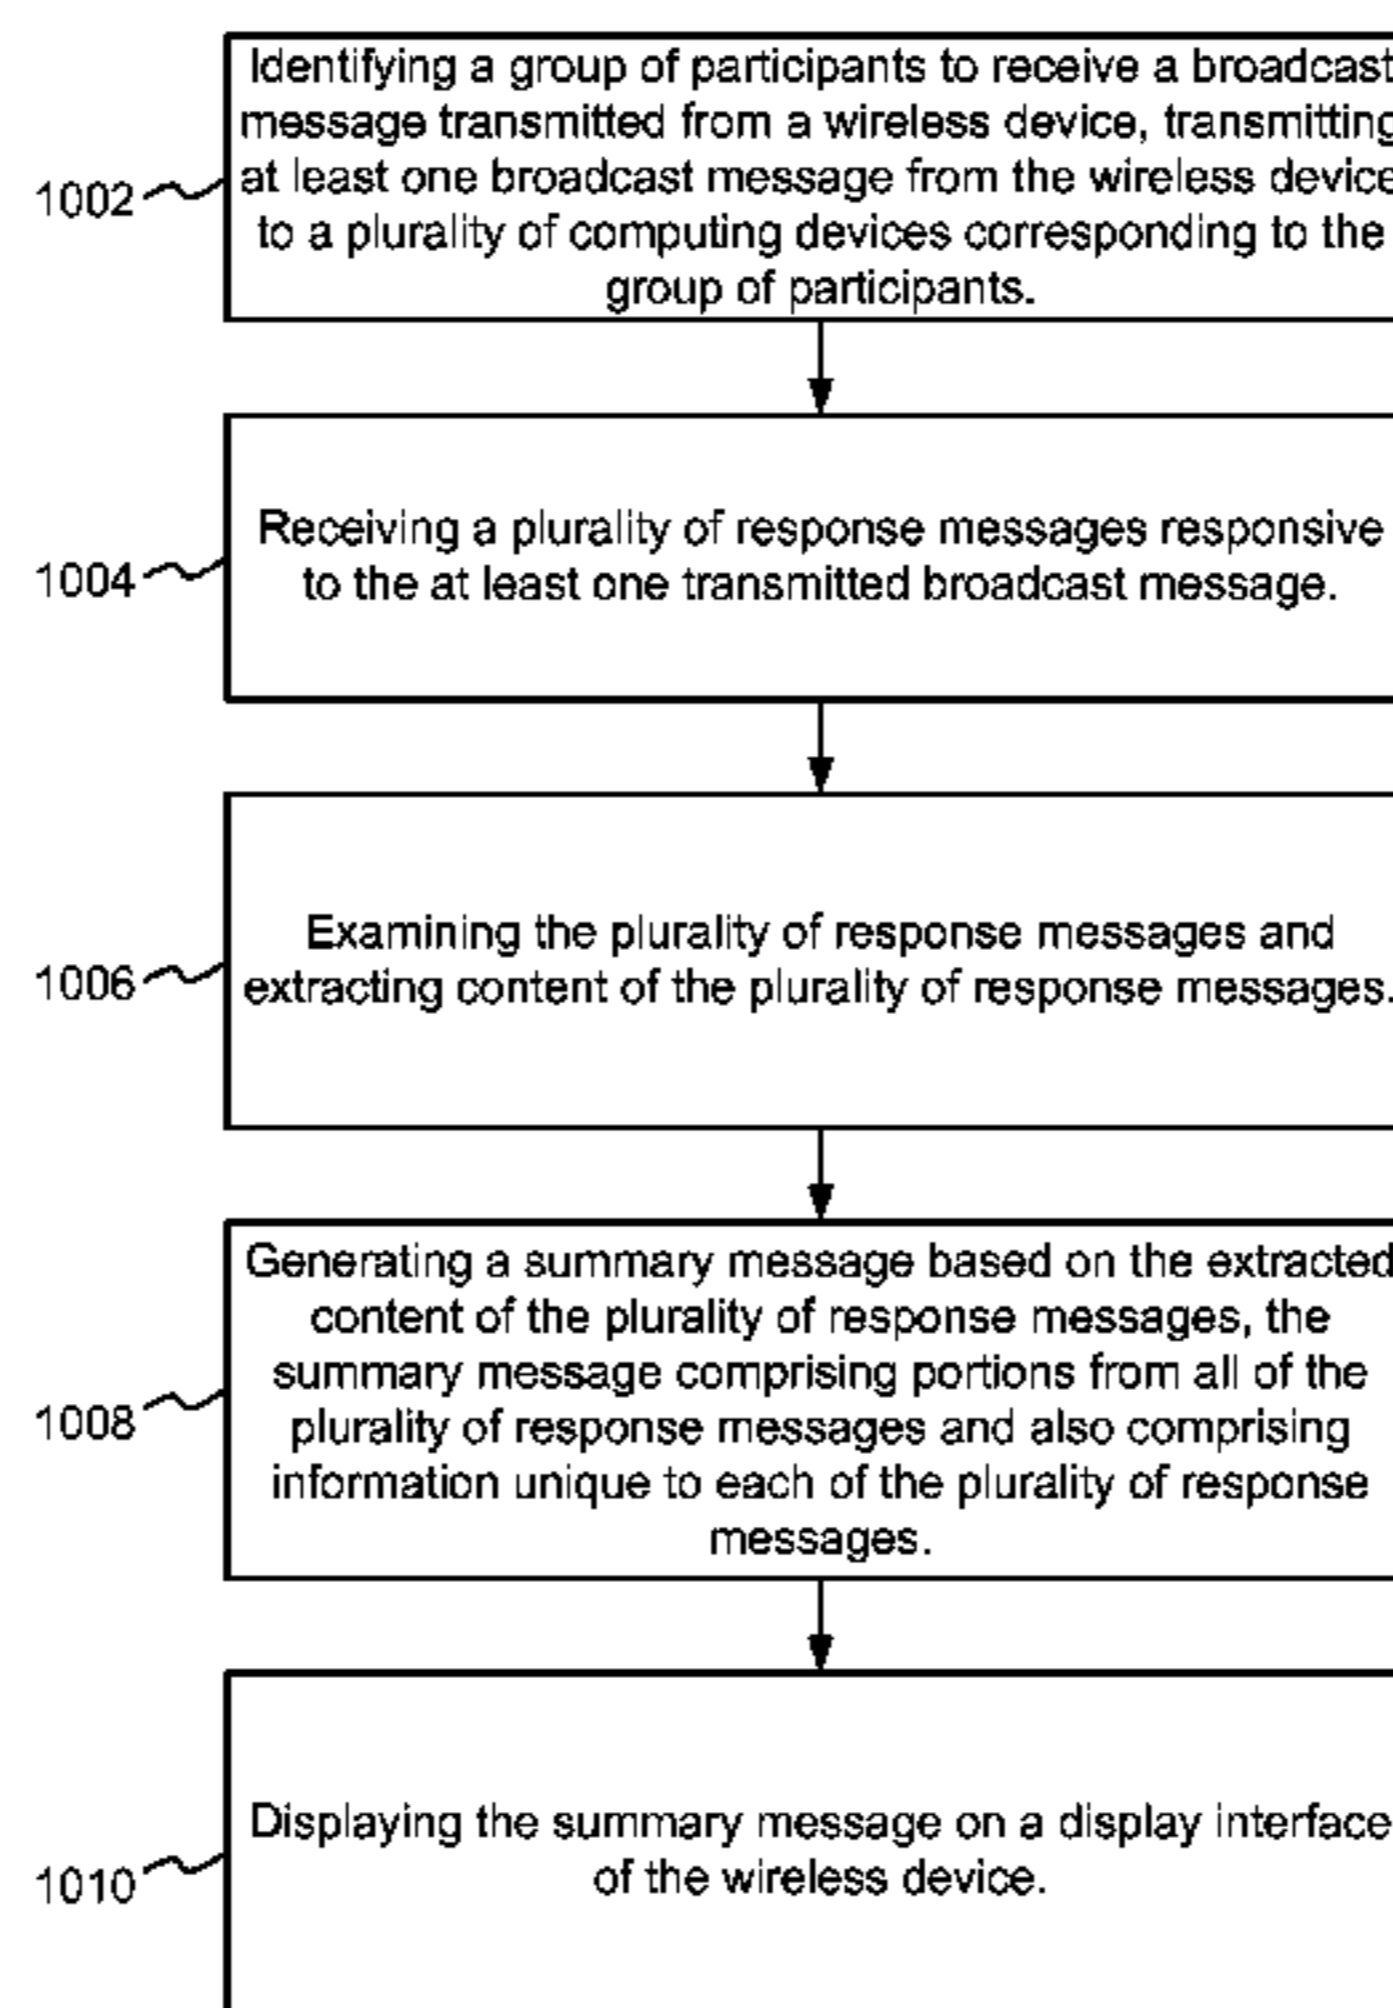 Identifying a group of participants to receive a broadcast
message transmitted from a wireless device, transmitting
at least one broadcast message from the wireless device
to a plurality of computing devices corresponding to the
group of participants.
1002
Receiving a plurality of response messages responsive
to the at least one transmitted broadcast message.
1004
Examining the plurality of response messages and
extracting content of the plurality of response messages.
1006
Generating a summary message based on the extracted
content of the plurality of response messages, the
summary message comprising portions from all of the
plurality of response messages and also comprising
information unique to each of the plurality of response
messages.
1008
Displaying the summary message on a display interface
of the wireless device.
1010